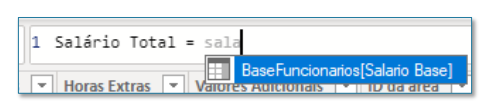 1 Salário Total = sala
BaseFuncionarios[Salario Base]
Horas Extras Valores Adicionais ID da área